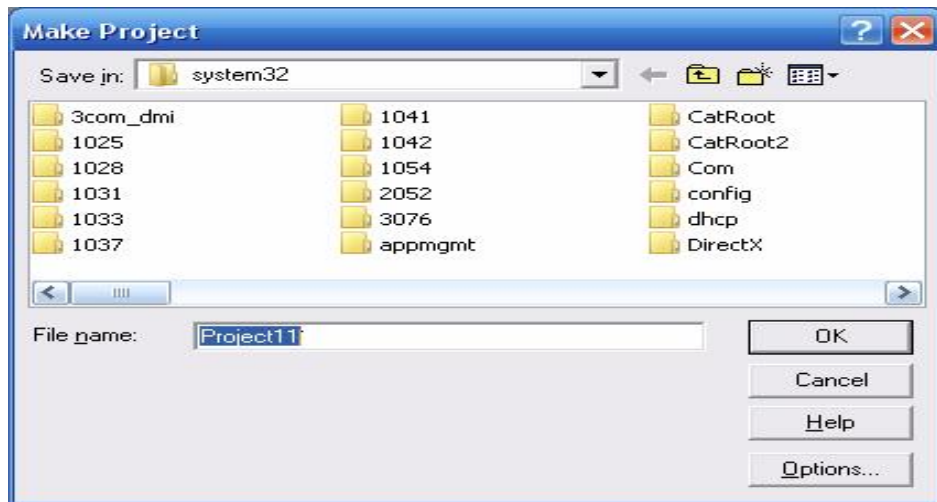 Make Project
Save in: system32
3com_dmi
1025
1028
1031
1033
1037
1041
1042
1054
2052
3076
appmgmt
CatRoot
CatRoot2
Com
config
dhcp
DirectX
File name: Project11
OK
Cancel
Help
Options...